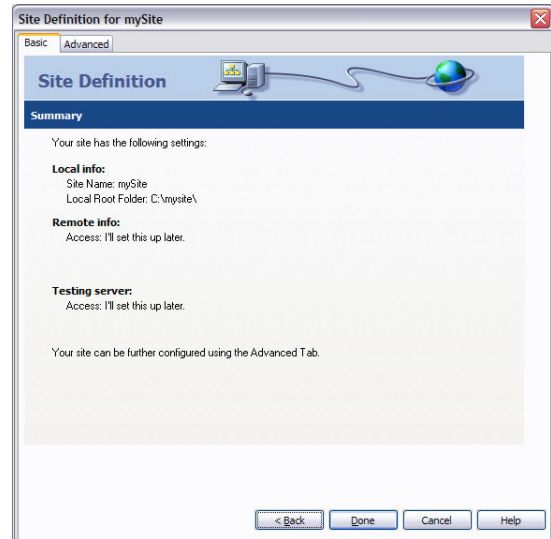 Site Definition for mySite
Basic
Advanced
Site Definition
Summary
Your site has the following settings:
Local info:
Site Name: mySite
Local Root Folder: C:\mysite\
Remote info:
Access: I'll set this up later.
Testing server:
Access: I'll set this up later.
Your site can be further configured using the Advanced Tab.
< Back
Done
Cancel
Help